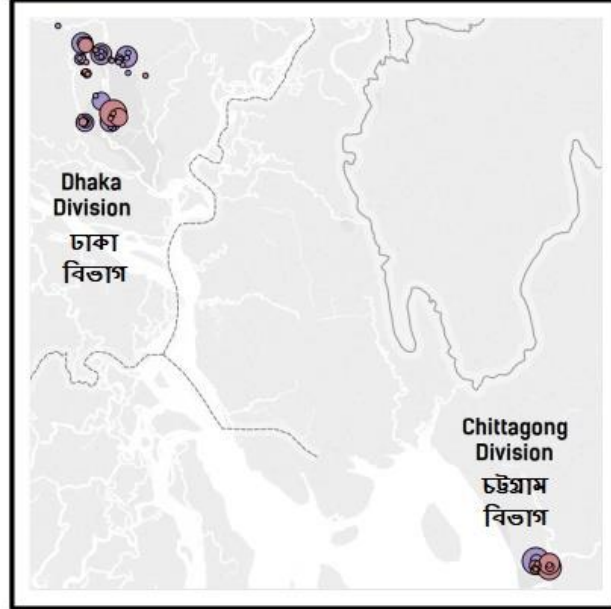 Dhaka
Division
ঢাকা
বিভাগ
Chittagong
Division
চট্টগ্রাম
বিভাগ